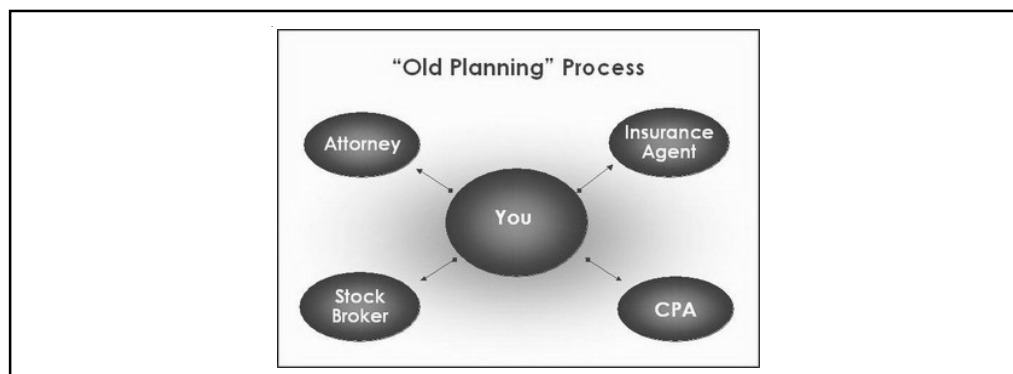 “Old Planning” Process
Attorney
Insurance
Agent
You
Stock
Broker
CPA